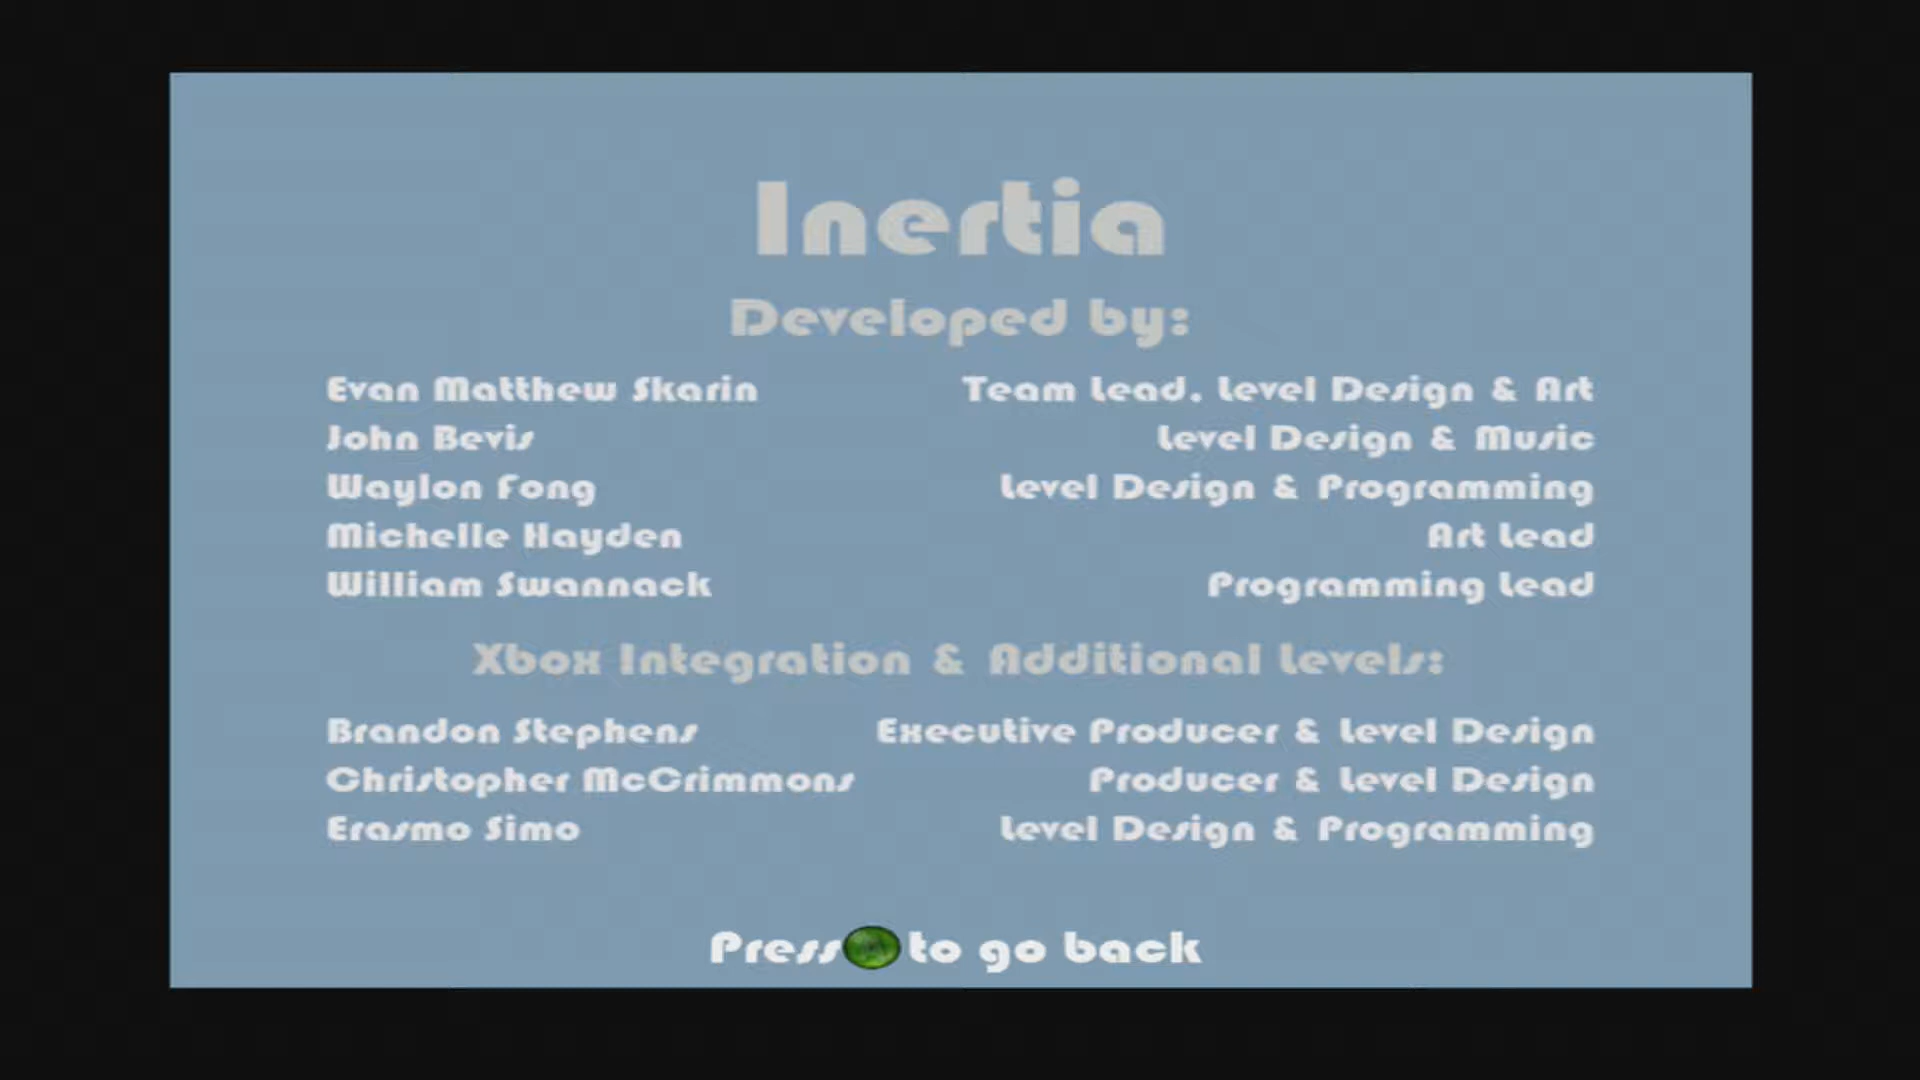 Inertia
Developed by:
Evan Matthew Skarin Team Lead, Level Design & Art
John Bevis Level Design & Music
Waylon Fong Level Design & Programming
Michelle Hayden Art Lead
William Swannack Programming Lead
Xbox Integration & Additional Levels:
Brandon Stephens Executive Producer & Level Design
Christopher McCrimmons Producer & Level Design
Erasmo Simo Level Design & Programming
Press to go back